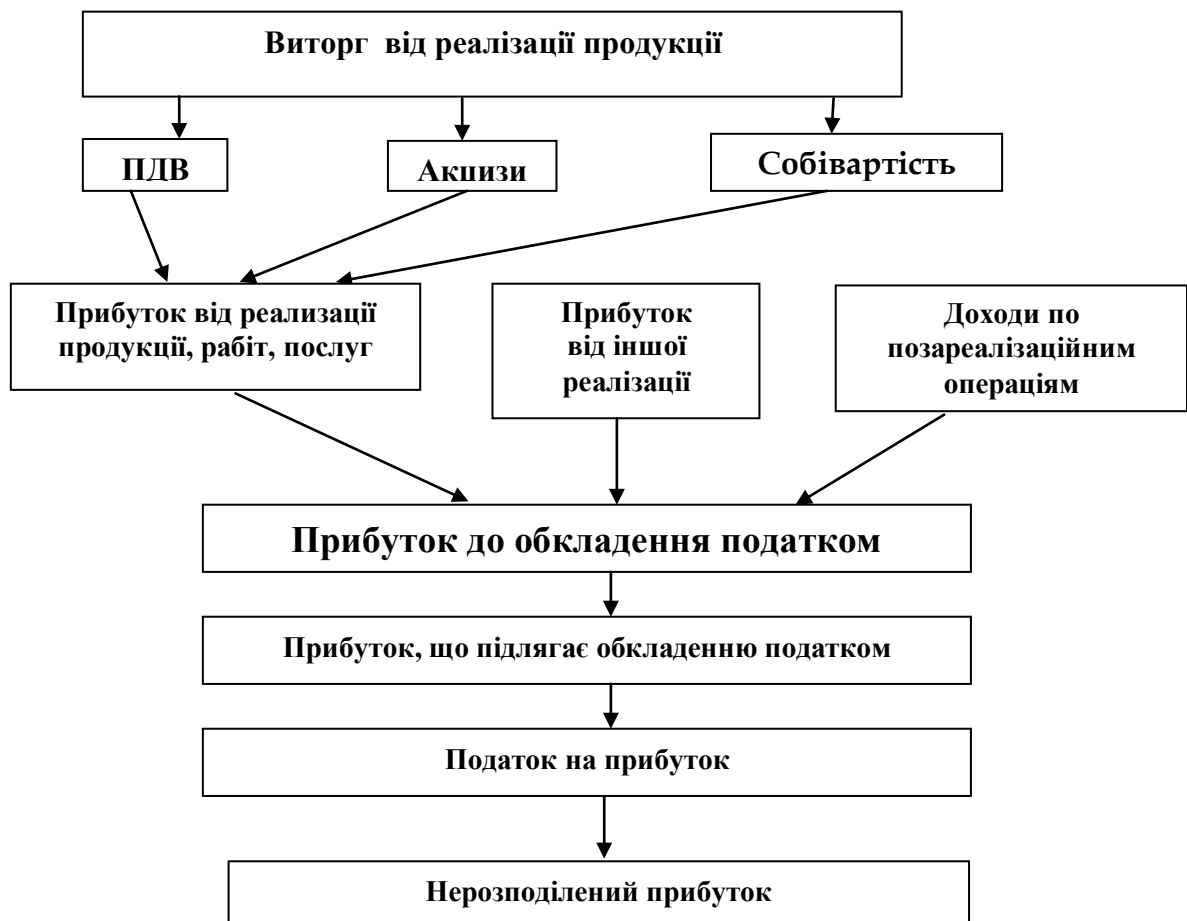 Виторг від реалізації продукції
ПДВ
Акцизи
Собівартість
Прибуток від реализації
продукції, рабіт, послуг
Прибуток
від іншої
реалізації
Доходи по
позареалізаційним
операціям
Прибуток до обкладення податком
Прибуток, що підлягає обкладенню податком
Податок на прибуток
Нерозподілений прибуток